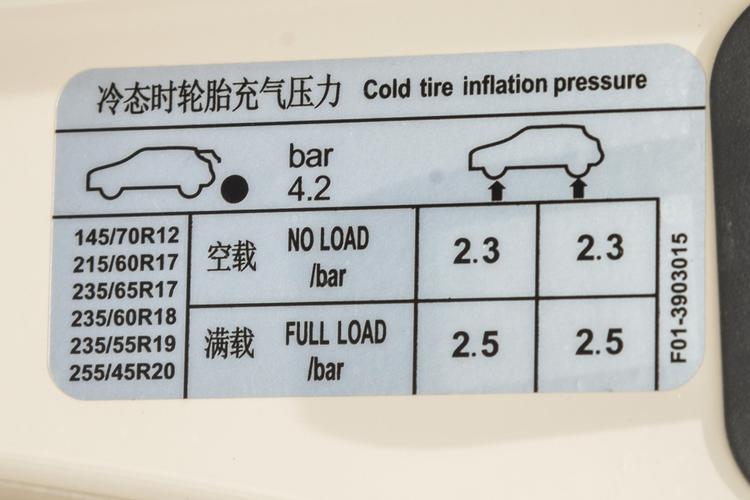 冷态时轮胎充气压力 Cold tire inflation pressure
bar
4.2
145/70R12
215/60R17
235/65R17
235/60R18
235/55R19
255/45R20
空载 NO LOAD /bar 2.3 2.3
满载 FULL LOAD /bar 2.5 2.5
F01-3903015